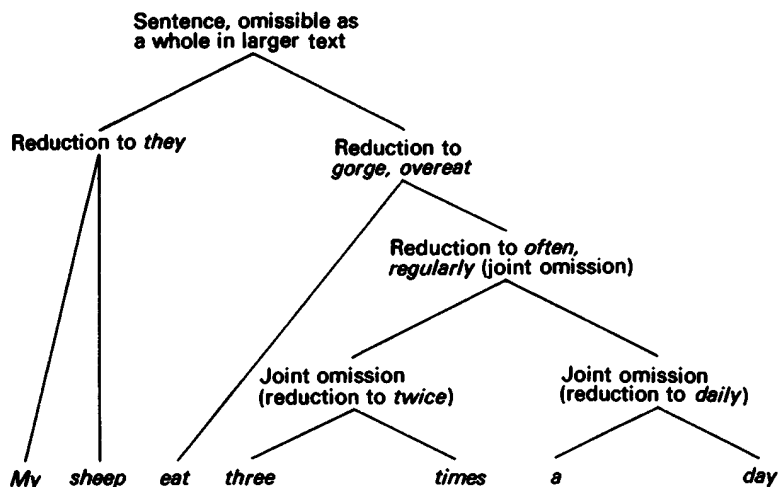 Sentence, omissible as
a whole in larger text
Reduction to they
Reduction to
gorge, overeat
Reduction to often,
regularly (joint omission)
Joint omission
(reduction to twice)
Joint omission
(reduction to daily)
My sheep eat three times a day